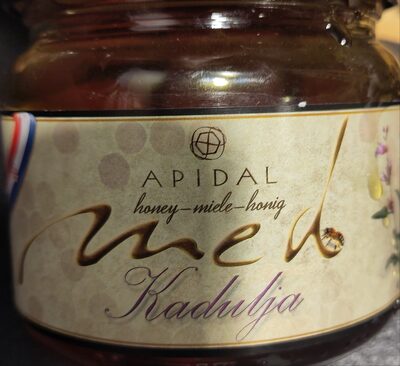 APIDAL
honey-miele-honig
med
Kadulja